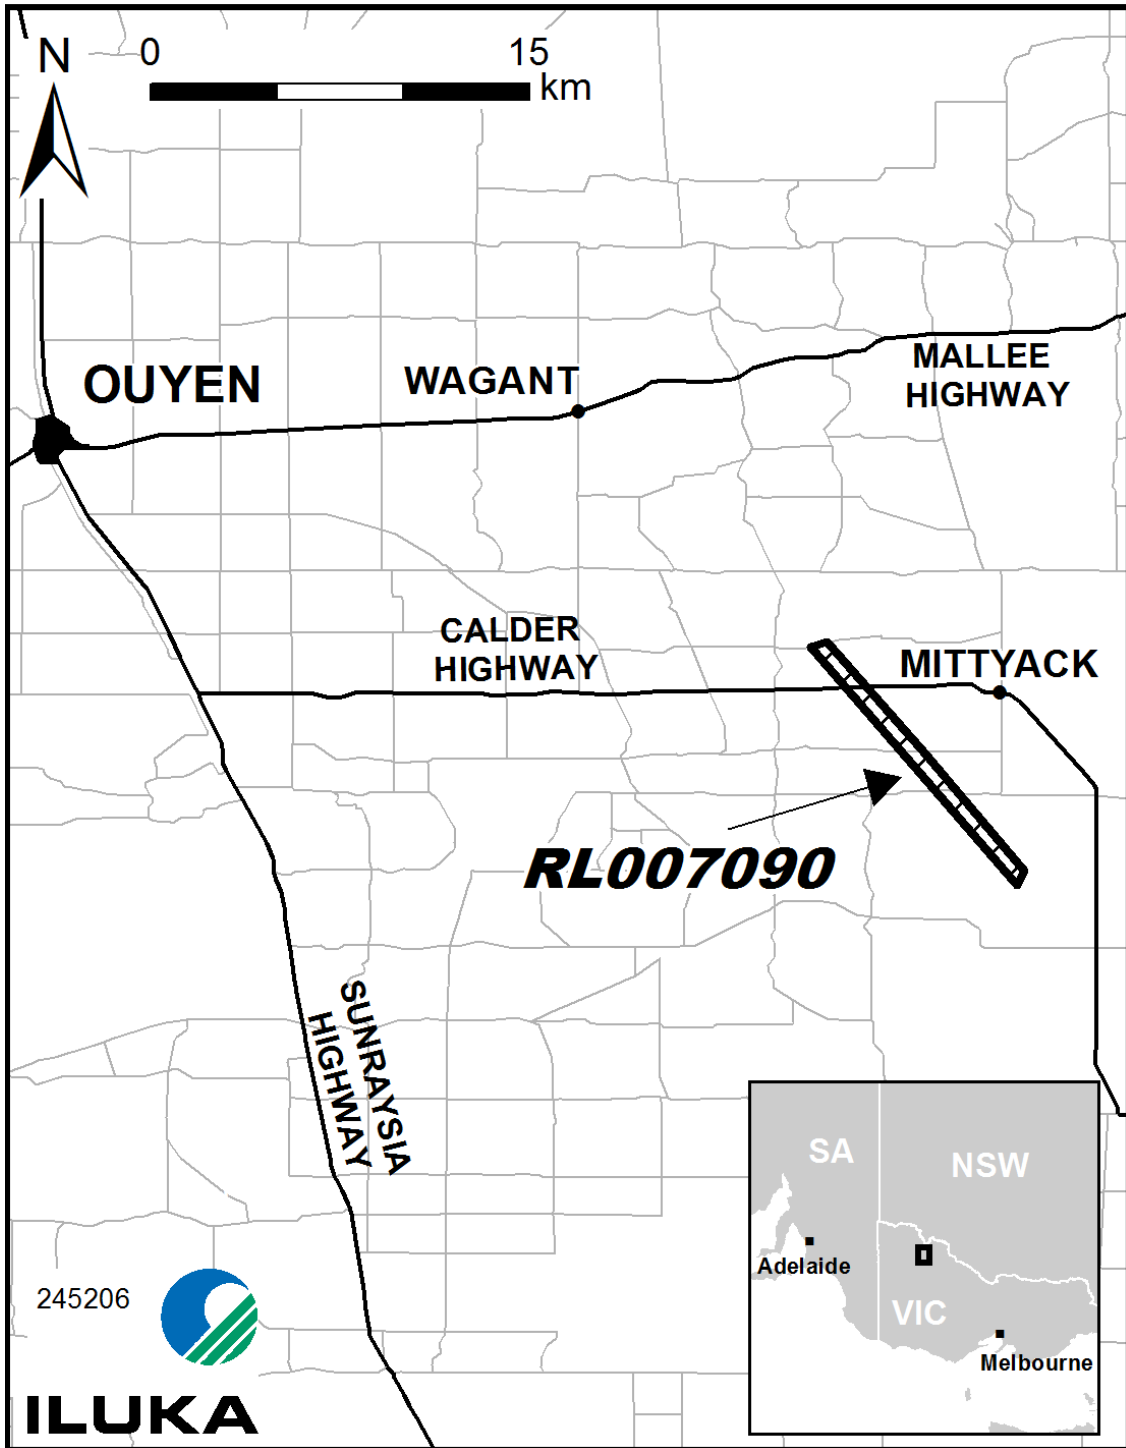 N
0
15
km
OUYEN
WAGANT
MALLEE
HIGHWAY
CALDER
HIGHWAY
MITTYACK
RL007090
SUNRAYSIA
HIGHWAY
SA
NSW
Adelaide
VIC
Melbourne
245206
ILUKA